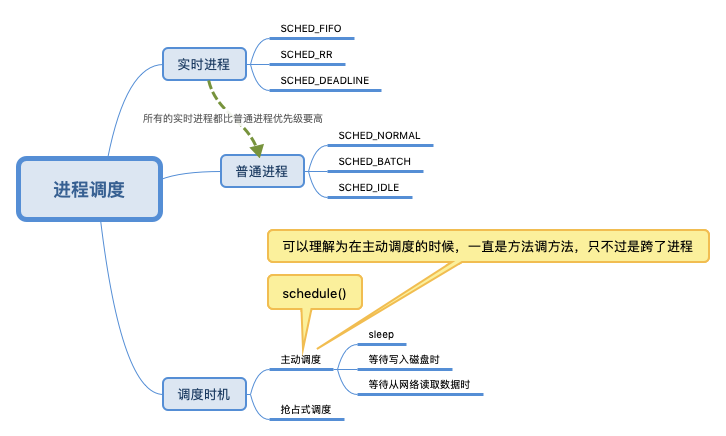 进程调度
实时进程
SCHED_FIFO
SCHED_RR
SCHED_DEADLINE
所有的实时进程都比普通进程优先级要高
普通进程
SCHED_NORMAL
SCHED_BATCH
SCHED_IDLE
可以理解为在主动调度的时候，一直是方法调方法，只不过是跨了进程
schedule()
调度时机
主动调度
sleep
等待写入磁盘时
等待从网络读取数据时
抢占式调度